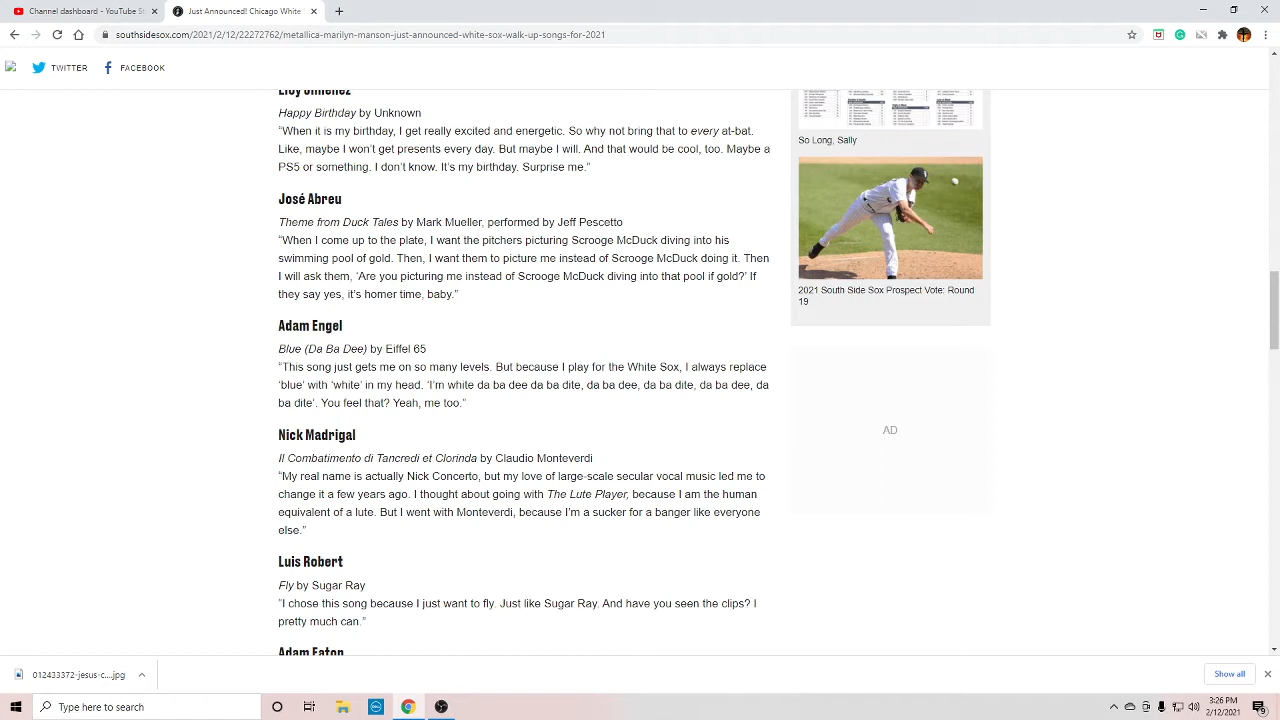 Channel dashboard - YouTube St
Just Announced! Chicago White
southsidesox.com/2021/2/12/22272762/metallica-marilyn-manson-just-announced-white-sox-walk-up-songs-for-2021
TWITTER FACEBOOK
Eloy Jiménez
Happy Birthday, unknown
“When it is my birthday, I generally am excited for presents. So why not bring that to every at-bat.
Like, maybe I won’t get presents every day. But maybe I will. And that would be cool, too. Maybe a
PS5 or something. I don’t know. It’s my birthday. Surprise me.”
José Abreu
Theme from Duck Tales by Mark Mueller, performed by Jeff Pescetto
“When I come up to the plate, I want the pitchers picturing Scrooge McDuck diving into his
swimming pool of gold. Then, I want them to picture me instead of Scrooge McDuck doing it. Then
I will ask them, ‘Are you picturing me instead of Scrooge McDuck diving into that pool if gold?’ If
they say yes, it’s homer time, baby.”
Adam Engel
Blue (Da Ba Dee) by Eiffel 65
“This song just gets me on so many levels. But because I play for the White Sox, I always replace
‘blue’ with ‘white’ in my head. ‘I’m white da ba dee da ba dite, da ba dee, da ba dite, da ba dee, da
ba dite’. You feel that? Yeah, me too.”
Nick Madrigal
Il Combatimento di Tancredi et Clorinda by Claudio Monteverdi
“My real name is actually Nick Concerto, but my love of large-scale secular vocal music led me to
change it a few years ago. I thought about going with The Lute Player, because I am the human
equivalent of a lute. But I went with Monteverdi, because I’m a sucker for a banger like everyone
else.”
Luis Robert
Fly by Sugar Ray
“I chose this song because I just want to fly. Just like Sugar Ray. And have you seen the clips? I
pretty much can.”
Adam Eaton
So Long, Sally
2021 South Side Sox Prospect Vote: Round
19
AD
012433372-jesus-c....jpg
Show all
Type here to search
DELL
3:26 PM
2/12/2021
9